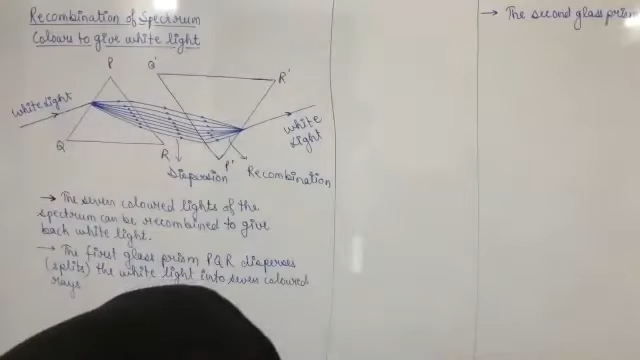 Recombination of Spectrum
Colours to give white light
P
Q'
R'
white light
white
light
Q
R
P'
Dispersion
Recombination
→ The seven coloured lights of the
spectrum can be recombined to give
back white light.
→ The first glass prism PQR disperses
(splits) the white light into seven coloured
rays
→ The second glass prism